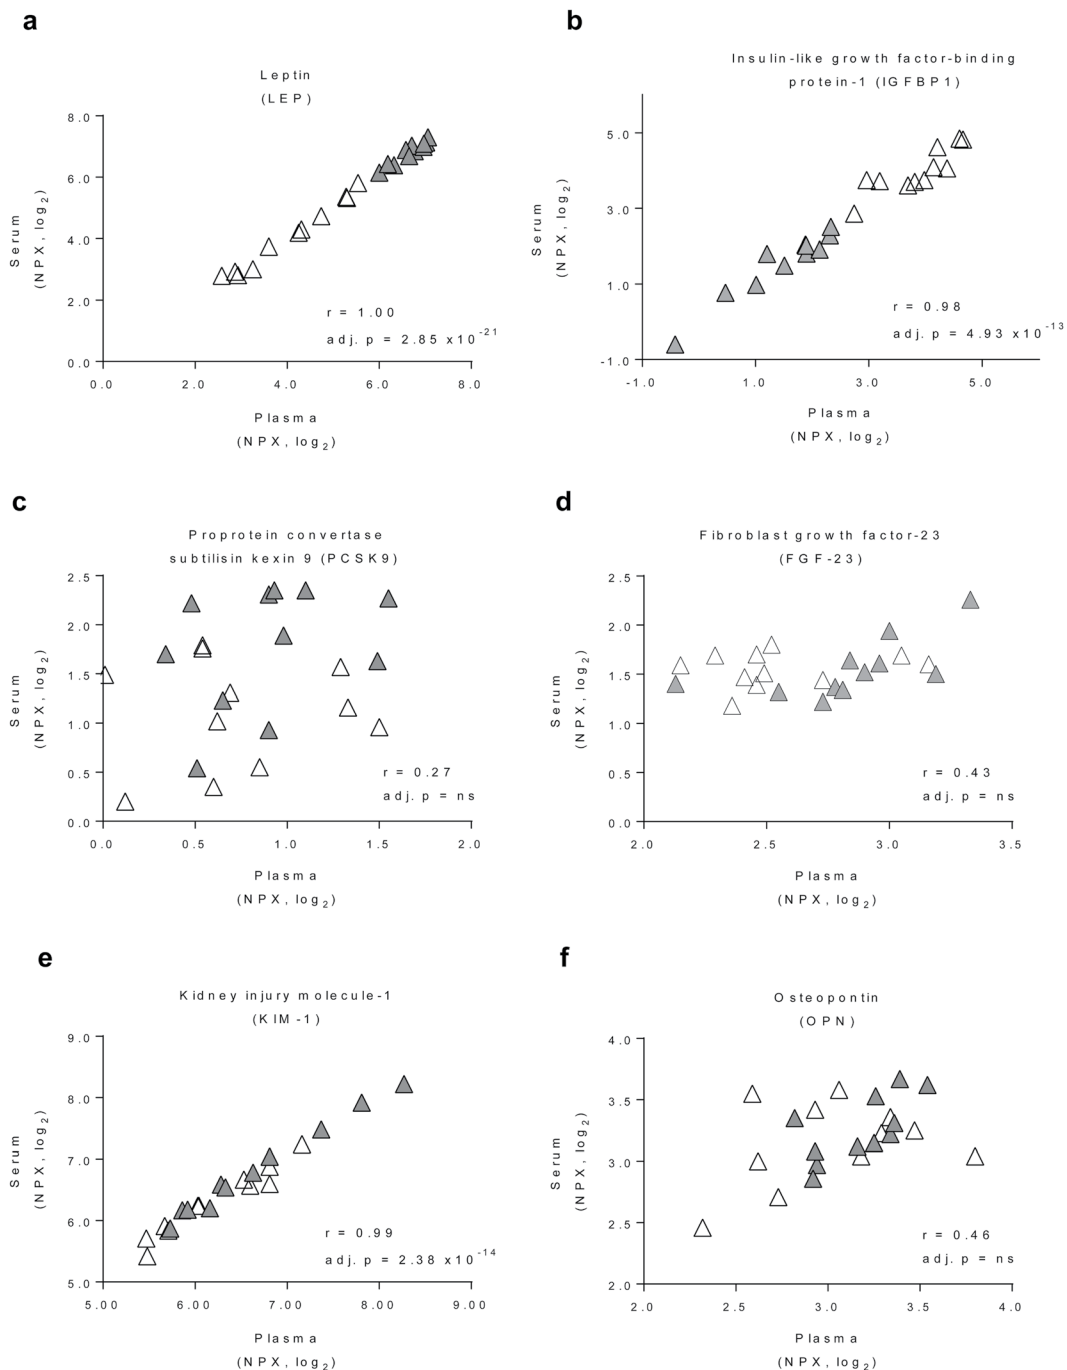 a
Leptin
(LEP)
8.0
6.0
4.0
2.0
0.0
0.0 2.0 4.0 6.0 8.0
Serum
(NPX, log2)
r = 1.00
adj. p = 2.85 x10-21
Plasma
(NPX, log2)
b
Insulin-like growth factor-binding
protein-1 (IGFBP1)
5.0
3.0
1.0
-1.0
-1.0 1.0 3.0 5.0
Serum
(NPX, log2)
r = 0.98
adj. p = 4.93 x10-13
Plasma
(NPX, log2)
c
Proprotein convertase
subtilisin kexin 9 (PCSK9)
2.5
2.0
1.5
1.0
0.5
0.0
0.0 0.5 1.0 1.5 2.0
Serum
(NPX, log2)
r = 0.27
adj. p = ns
Plasma
(NPX, log2)
d
Fibroblast growth factor-23
(FGF-23)
2.5
2.0
1.5
1.0
0.5
0.0
2.0 2.5 3.0 3.5
Serum
(NPX, log2)
r = 0.43
adj. p = ns
Plasma
(NPX, log2)
e
Kidney injury molecule-1
(KIM-1)
9.0
8.0
7.0
6.0
5.0
5.00 6.00 7.00 8.00 9.00
Serum
(NPX, log2)
r = 0.99
adj. p = 2.38 x10-14
Plasma
(NPX, log2)
f
Osteopontin
(OPN)
4.0
3.5
3.0
2.5
2.0
2.0 2.5 3.0 3.5 4.0
Serum
(NPX, log2)
r = 0.46
adj. p = ns
Plasma
(NPX, log2)